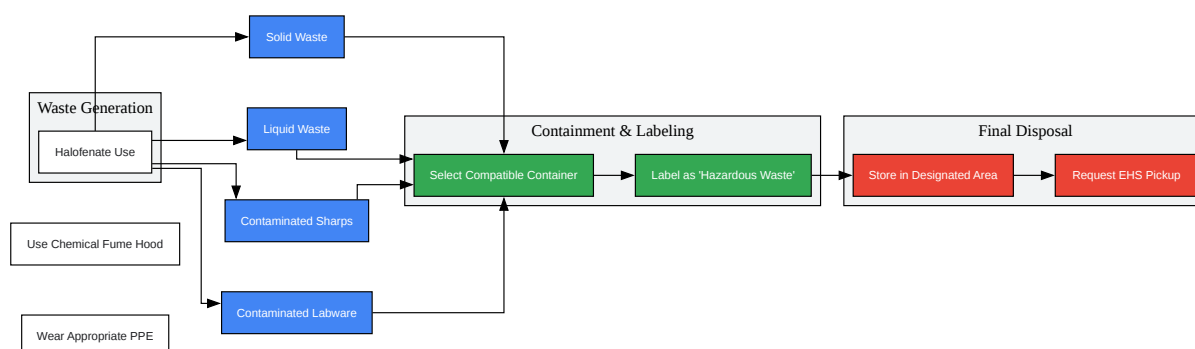 Solid Waste
Waste Generation
Liquid Waste
Halofenate Use
Containment & Labeling
Final Disposal
Select Compatible Container
Label as 'Hazardous Waste'
Store in Designated Area
Request EHS Pickup
Contaminated Sharps
Use Chemical Fume Hood
Contaminated Labware
Wear Appropriate PPE